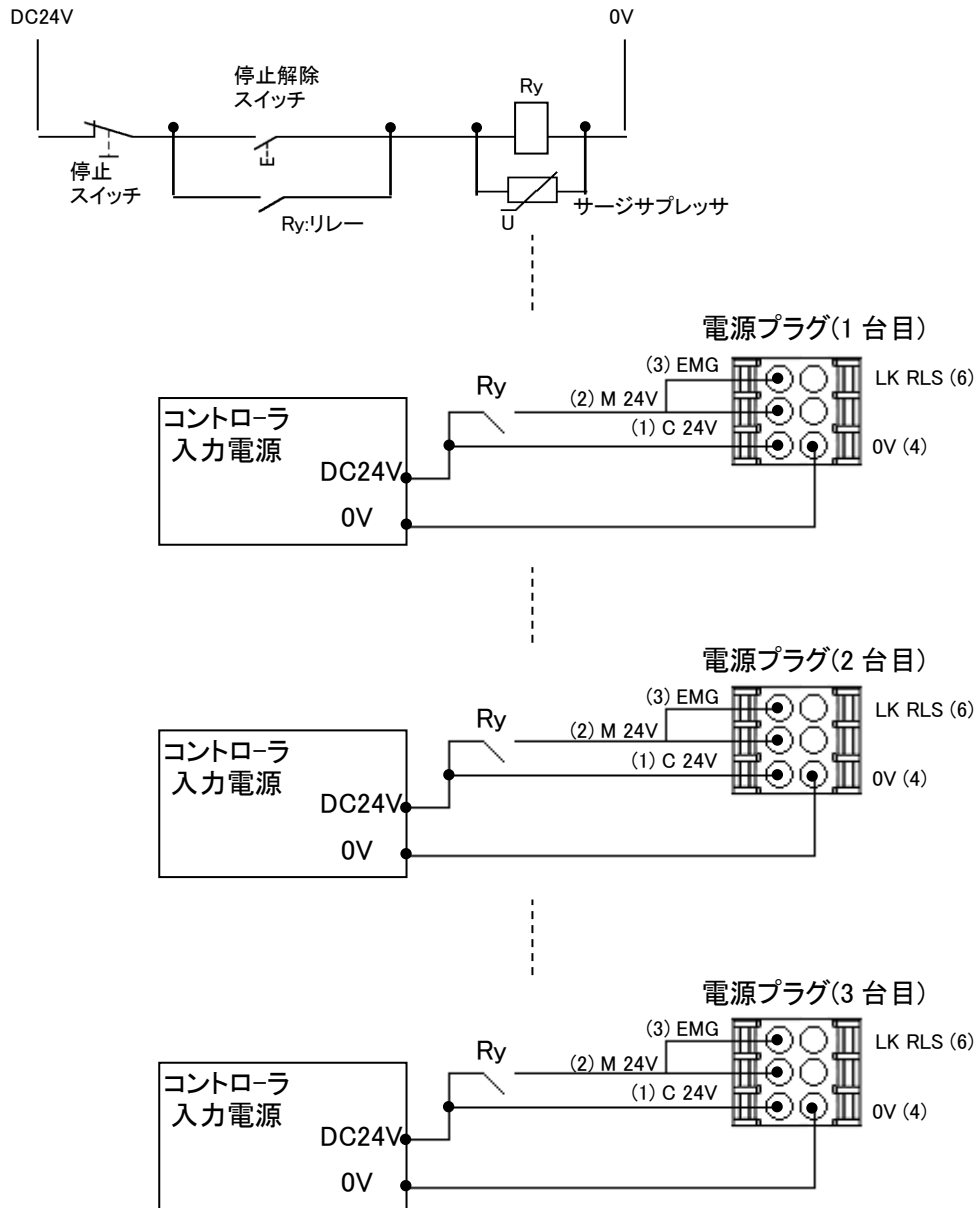 DC24V
0V
停止解除
スイッチ
Ry
停止
スイッチ
Ry:リレー
U
サージサプレッサ
電源プラグ(1 台目)
(3) EMG
LK RLS (6)
Ry
(2) M 24V
(1) C 24V
0V (4)
コントローラ
入力電源
DC24V
0V
電源プラグ(2 台目)
(3) EMG
LK RLS (6)
Ry
(2) M 24V
(1) C 24V
0V (4)
コントローラ
入力電源
DC24V
0V
電源プラグ(3 台目)
(3) EMG
LK RLS (6)
Ry
(2) M 24V
(1) C 24V
0V (4)
コントローラ
入力電源
DC24V
0V